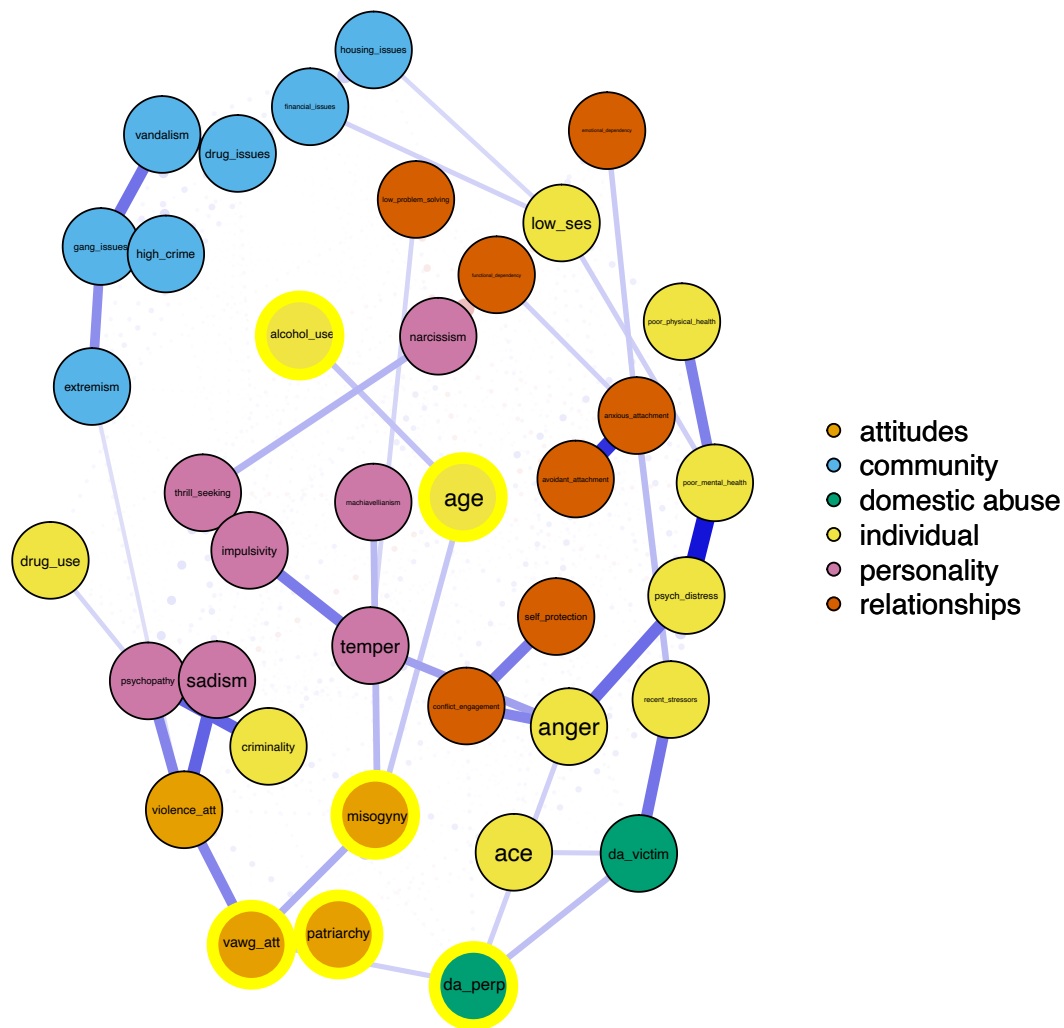 housing_issues
financial_issues
vandalism
drug_issues
emotional_dependency
low_problem_solving
low_ses
gang_issues
high_crime
functional_dependency
poor_physical_health
alcohol_use
narcissism
extremism
anxious_attachment
attitudes
community
domestic abuse
individual
personality
relationships
avoidant_attachment
poor_mental_health
thrill_seeking
machiavellianism
age
impulsivity
drug_use
psych_distress
self_protection
temper
psychopathy
sadism
recent_stressors
conflict_engagement
anger
criminality
violence_att
misogyny
ace
da_victim
patriarchy
vawg_att
da_perp